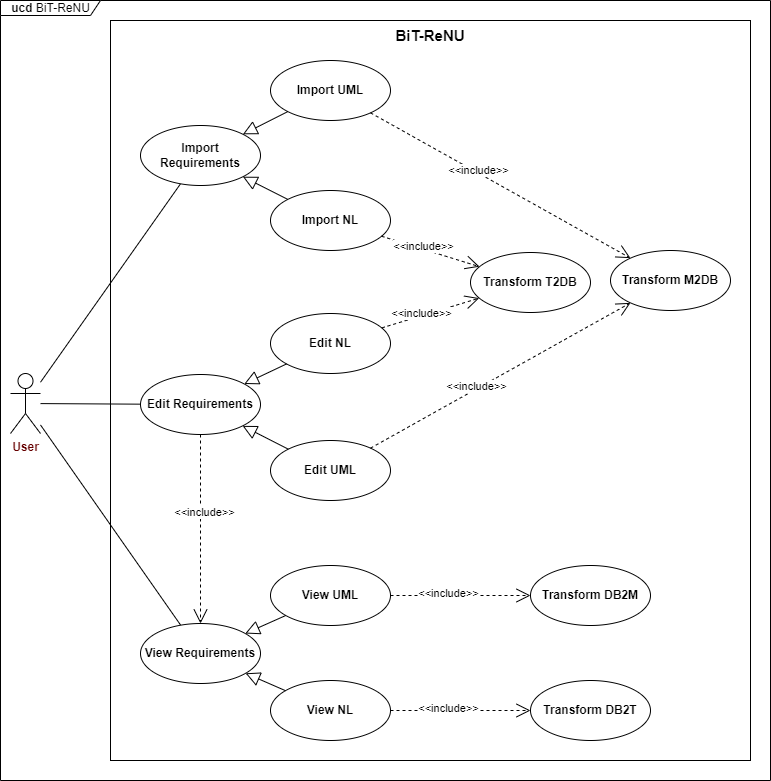 ucd BiT-ReNU
BiT-ReNU
Import UML
Import
Requirements
<<include>>
Import NL
<<include>>
Transform T2DB
Transform M2DB
<<include>>
Edit NL
<<include>>
Edit Requirements
User
Edit UML
<<include>>
View UML
<<include>>
Transform DB2M
View Requirements
View NL
<<include>>
Transform DB2T